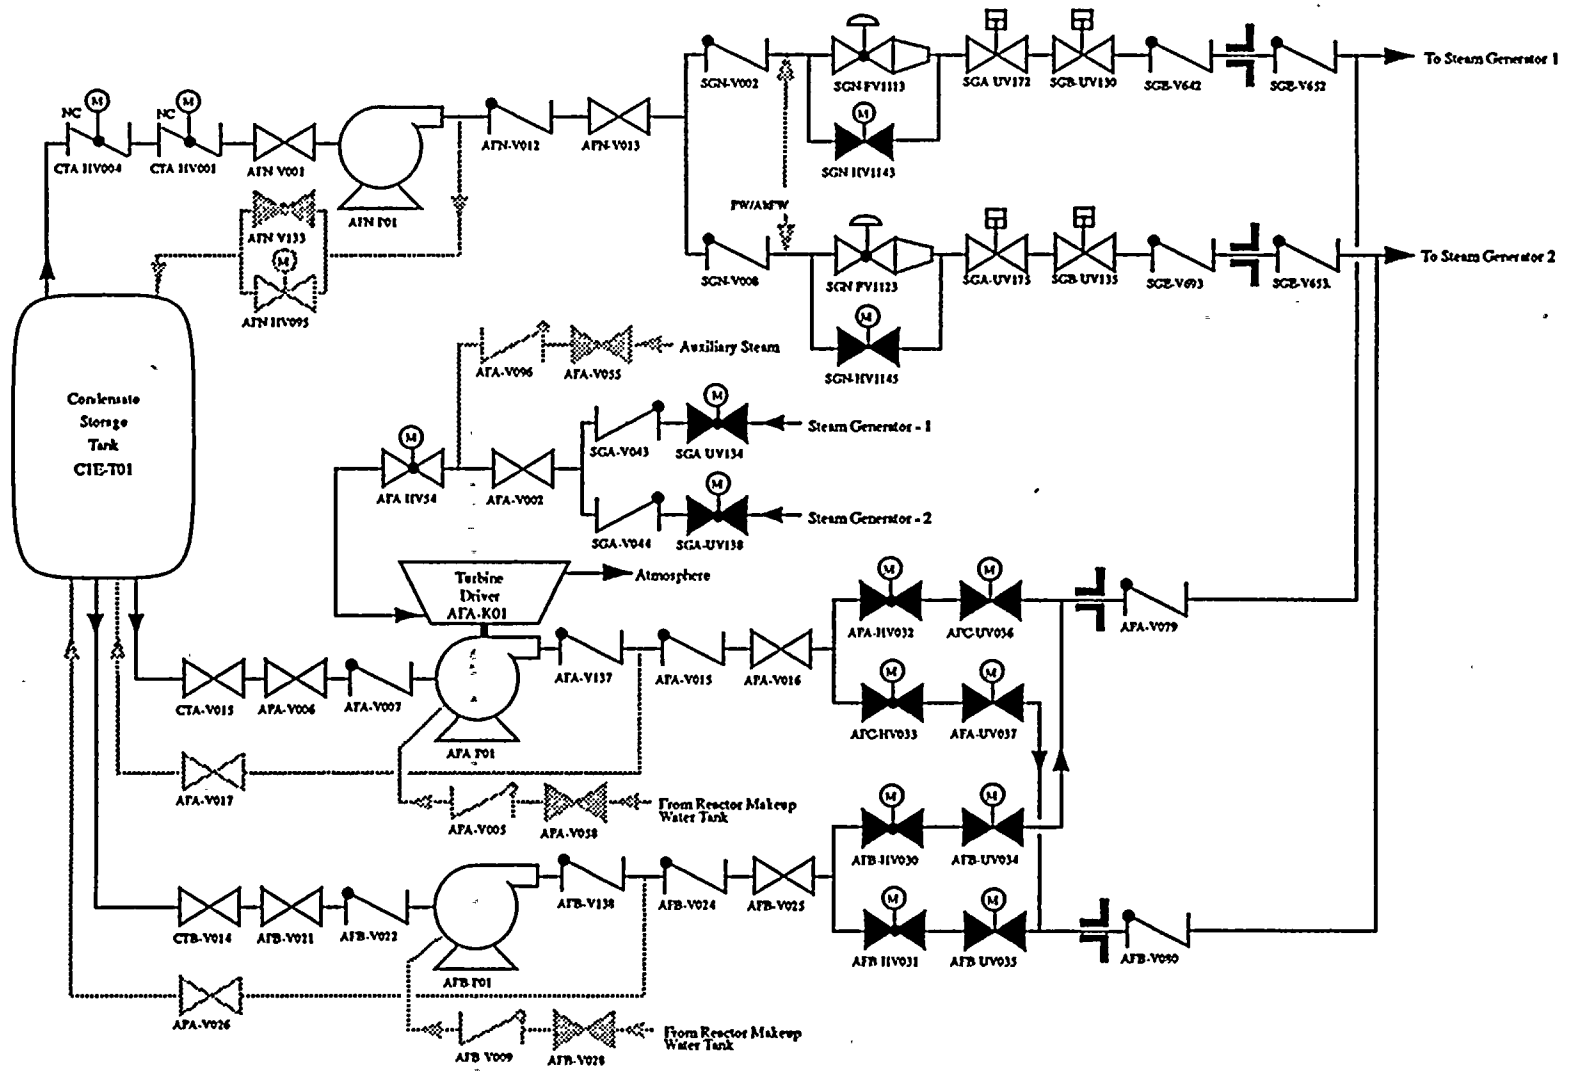 To Steam Generator 1
SGN-V002
SGN-FV1113
SGA-UV172
SGB-UV130
SGE-V642
SGE-V652
NC
M
NC
M
CTA-HV004
CTA-HV001
AFN-V001
AFN-P01
AFN-V012
AFN-V013
M
SGN-HV1143
AFN-V133
M
AFN-HV095
SGN-V008
SGN-FV1123
SGA-UV175
SGB-UV135
SGE-V693
SGE-V653
To Steam Generator 2
M
SGN-HV1145
AFA-V096
AFA-V055
Auxiliary Steam
Condensate
Storage
Tank
M
SGA-V043
SGA-UV134
Steam Generator - 1
M
AFA-HV54
AFA-V002
M
SGA-V044
SGA-UV138
Steam Generator - 2
Turbine
Driver
AFA-K01
Atmosphere
M
M
AFA-HV032
AFC-UV036
AFA-V079
CTA-V015
AFA-V006
AFA-V007
AFA-P01
AFA-V137
AFA-V015
AFA-V016
M
M
AFC-HV033
AFA-UV037
AFA-V017
AFA-V005
AFA-V058
From Reactor Makeup
Water Tank
M
M
AFB-HV030
AFB-UV034
CTB-V014
AFB-V021
AFB-V022
AFB-P01
AFB-V138
AFB-V024
AFB-V025
M
M
AFB-HV031
AFB-UV035
AFB-V080
AFA-V026
AFB-V009
AFB-V028
From Reactor Makeup
Water Tank